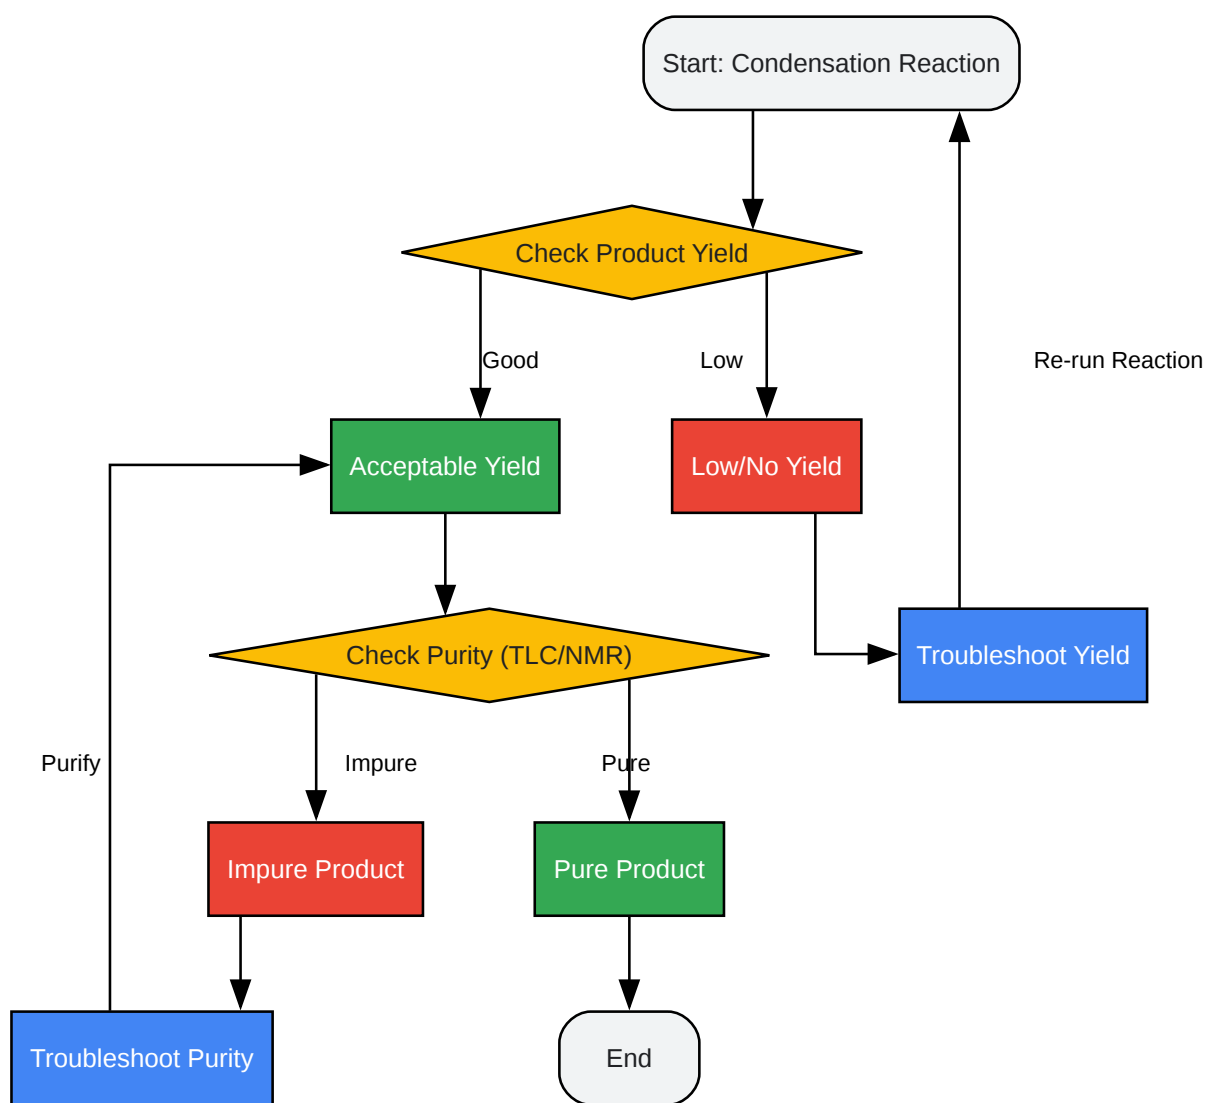 Start: Condensation Reaction
Check Product Yield
Good
Low
Re-run Reaction
Acceptable Yield
Low/No Yield
Check Purity (TLC/NMR)
Troubleshoot Yield
Purify
Impure
Pure
Impure Product
Pure Product
Troubleshoot Purity
End